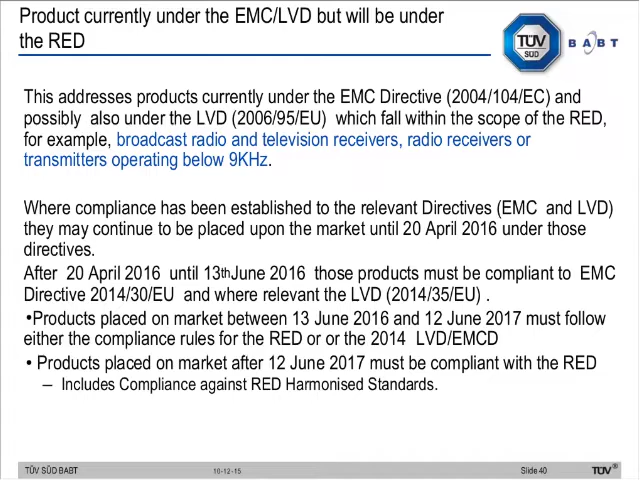 Product currently under the EMC/LVD but will be under
the RED
TÜV
SÜD
BABT
This addresses products currently under the EMC Directive (2004/104/EC) and
possibly also under the LVD (2006/95/EU) which fall within the scope of the RED,
for example, broadcast radio and television receivers, radio receivers or
transmitters operating below 9KHz.
Where compliance has been established to the relevant Directives (EMC and LVD)
they may continue to be placed upon the market until 20 April 2016 under those
directives.
After 20 April 2016 until 13thJune 2016 those products must be compliant to EMC
Directive 2014/30/EU and where relevant the LVD (2014/35/EU) .
•Products placed on market between 13 June 2016 and 12 June 2017 must follow
either the compliance rules for the RED or or the 2014 LVD/EMCD
• Products placed on market after 12 June 2017 must be compliant with the RED
– Includes Compliance against RED Harmonised Standards.
TÜV SÜD BABT 10-12-15 Slide 40 TÜV®